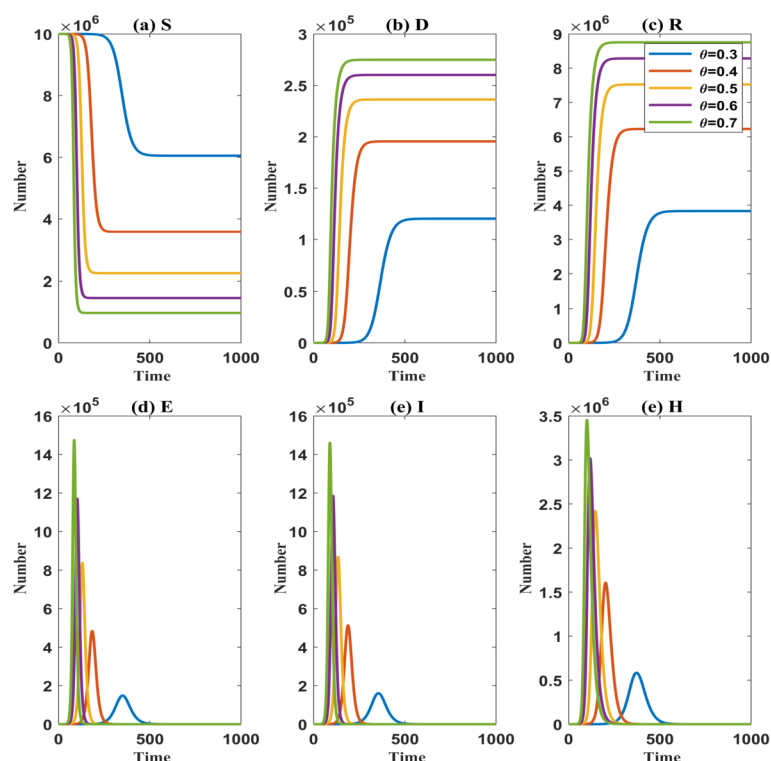 (a) S
×10⁶
10
8
6
4
2
0
Number
0 500 1000
Time
(b) D
×10⁵
3
2.5
2
1.5
1
0.5
0
Number
0 500 1000
Time
(c) R
×10⁶
9
8
7
6
5
4
3
2
1
0
Number
0 500 1000
Time
θ=0.3
θ=0.4
θ=0.5
θ=0.6
θ=0.7
(d) E
×10⁵
16
14
12
10
8
6
4
2
0
Number
0 500 1000
Time
(e) I
×10⁵
16
14
12
10
8
6
4
2
0
Number
0 500 1000
Time
(e) H
×10⁶
3.5
3
2.5
2
1.5
1
0.5
0
Number
0 500 1000
Time